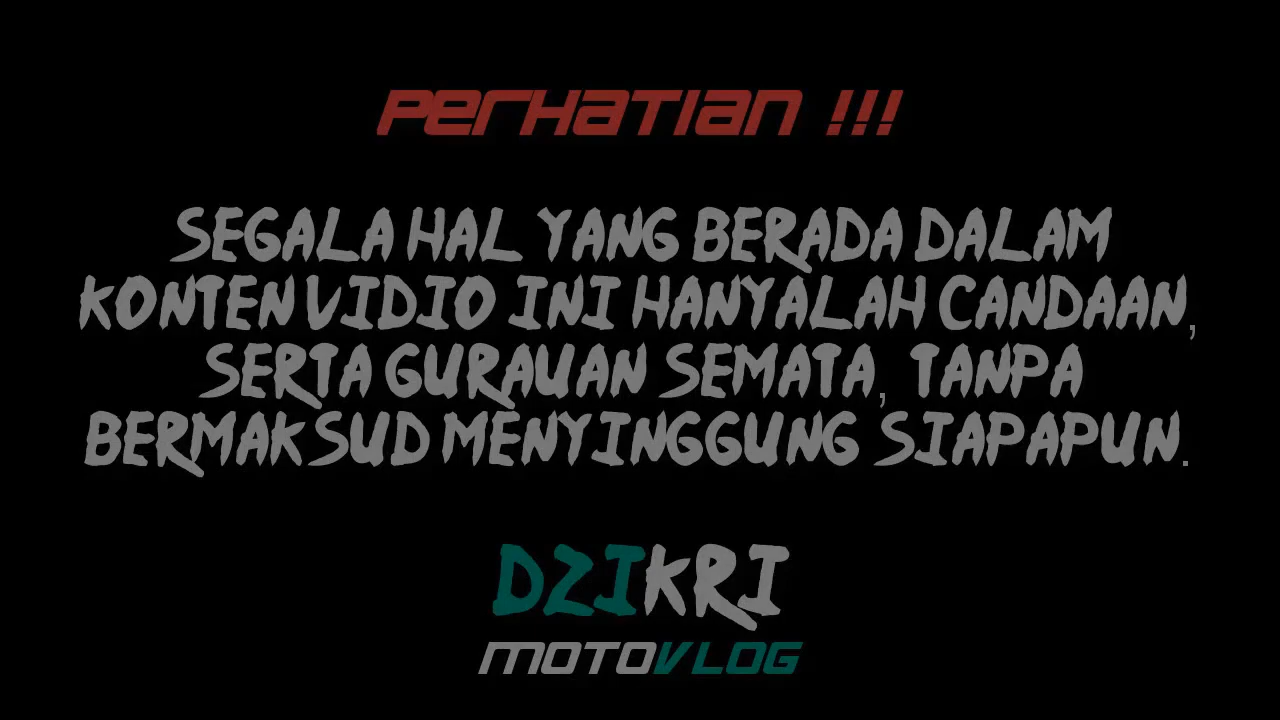 PERHATIAN !!!
SEGALA HAL YANG BERADA DALAM
KONTEN VIDIO INI HANYALAH CANDAAN,
SERTA GURAUAN SEMATA, TANPA
BERMAKSUD MENYINGGUNG SIAPAPUN.
DZIKRI
MOTOVLOG